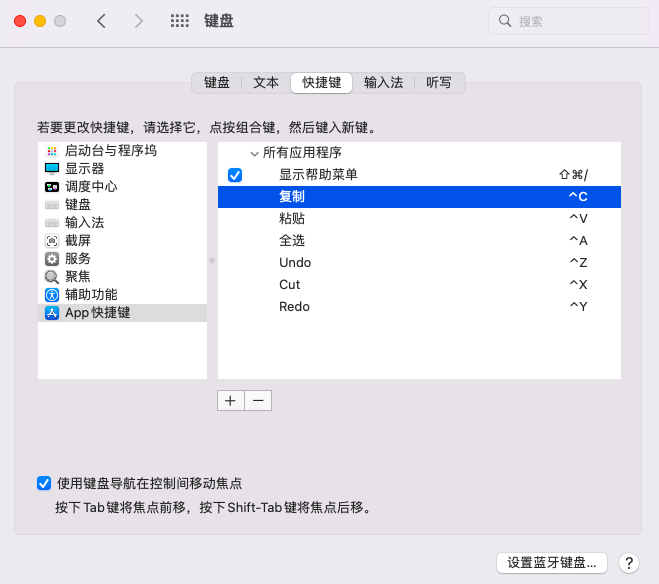 键盘
搜索
键盘 文本 快捷键 输入法 听写
若要更改快捷键，请选择它，点按组合键，然后键入新键。
启动台与程序坞
显示器
调度中心
键盘
输入法
截屏
服务
聚焦
辅助功能
App 快捷键
所有应用程序
显示帮助菜单 ⇧⌘/
复制 ^C
粘贴 ^V
全选 ^A
Undo ^Z
Cut ^X
Redo ^Y
+ −
使用键盘导航在控制间移动焦点
按下 Tab 键将焦点前移，按下 Shift-Tab 键将焦点后移。
设置蓝牙键盘... ?